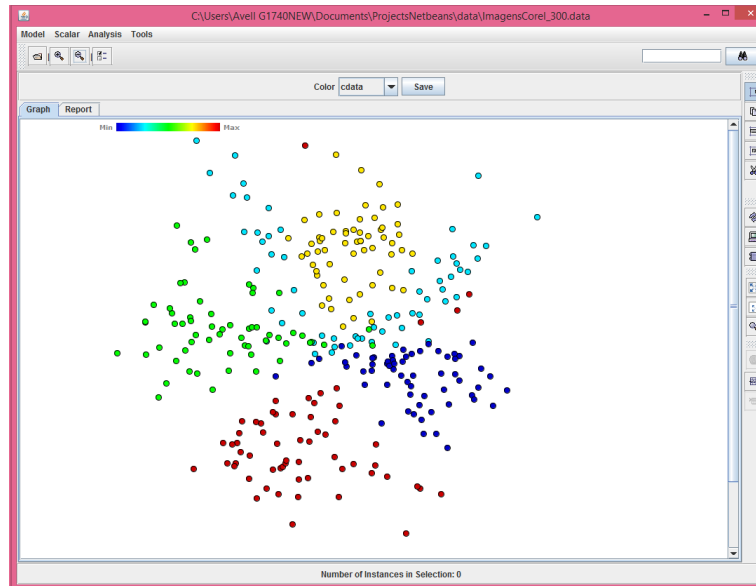 C:\Users\Avell G1740NEW\Documents\ProjectsNetbeans\data\ImagensCorel_300.data
Model Scalar Analysis Tools
Color cdata Save
Graph Report
Min Max
Number of Instances in Selection: 0